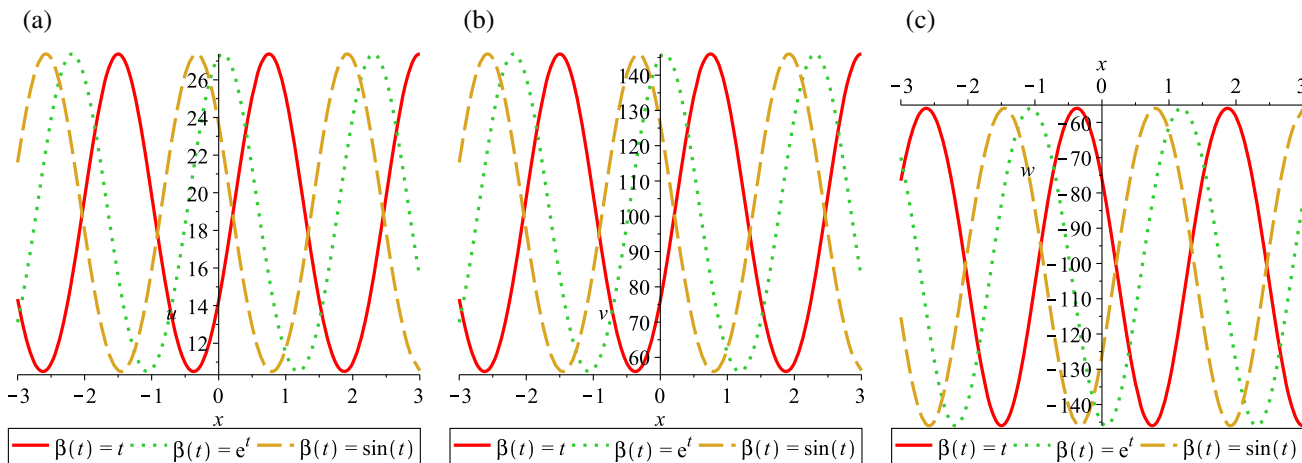 (a)
26
24
22
20
18
16
14
12
u
−3 −2 −1 0 1 2 3
x
β(t) = t β(t) = e^t β(t) = sin(t)
(b)
140
130
120
110
100
90
80
70
60
v
−3 −2 −1 0 1 2 3
x
β(t) = t β(t) = e^t β(t) = sin(t)
(c)
x
−3 −2 −1 0 1 2 3
−60
−70
−80
−90
−100
−110
−120
−130
−140
w
β(t) = t β(t) = e^t β(t) = sin(t)